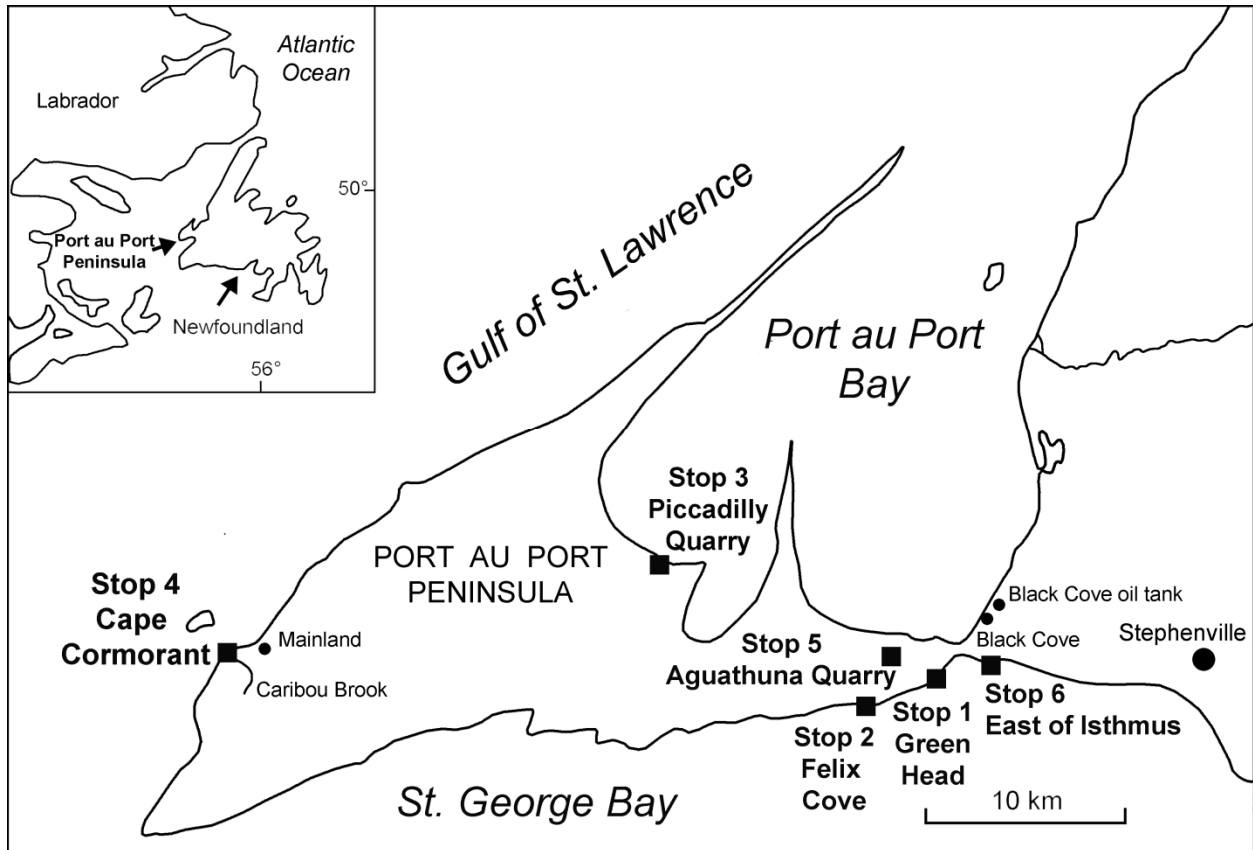 Atlantic
Ocean
Labrador
50°
Port au Port
Peninsula
Newfoundland
56°
Gulf of St. Lawrence
Port au Port
Bay
Stop 3
Piccadilly
Quarry
PORT AU PORT
PENINSULA
Stop 4
Cape
Cormorant
Mainland
Caribou Brook
Black Cove oil tank
Black Cove
Stephenville
Stop 5
Aguathuna Quarry
Stop 2
Felix
Cove
Stop 1
Green
Head
Stop 6
East of Isthmus
St. George Bay
10 km